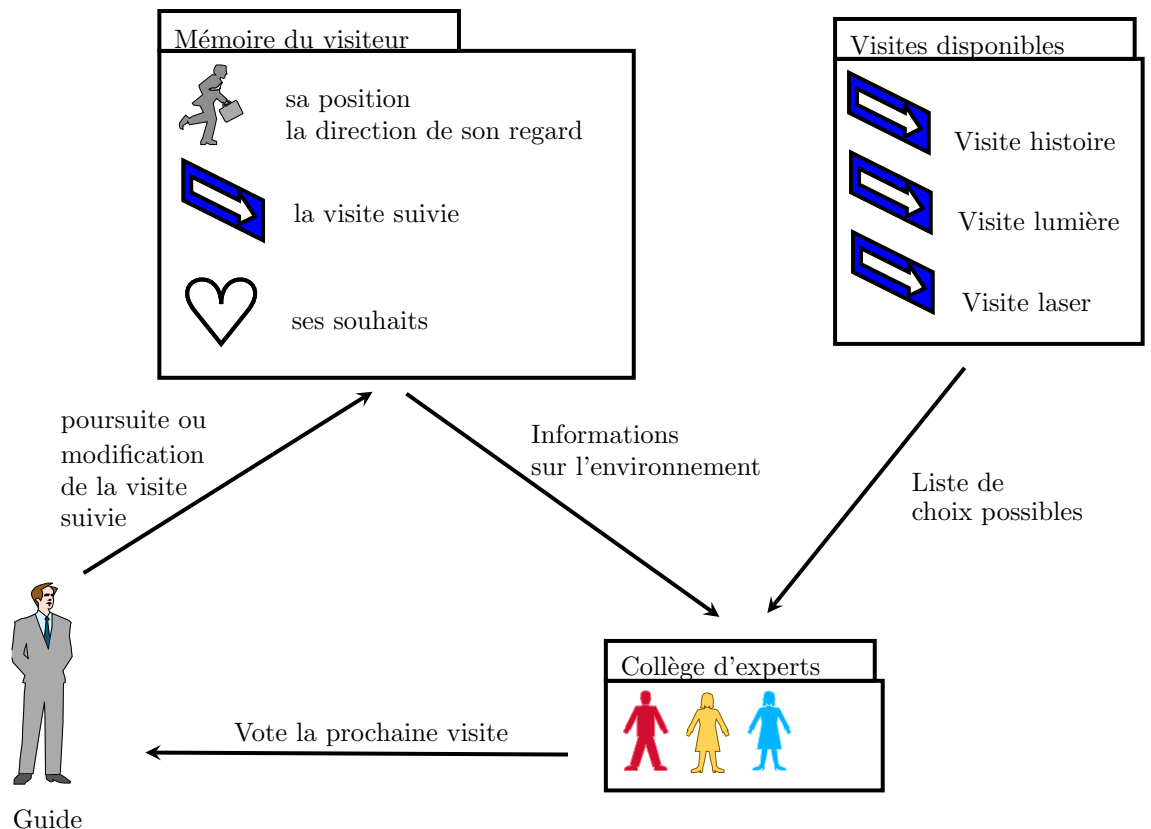 Mémoire du visiteur
sa position
la direction de son regard
la visite suivie
ses souhaits
Visites disponibles
Visite histoire
Visite lumière
Visite laser
poursuite ou
modification
de la visite
suivie
Informations
sur l'environnement
Liste de
choix possibles
Collège d'experts
Vote la prochaine visite
Guide